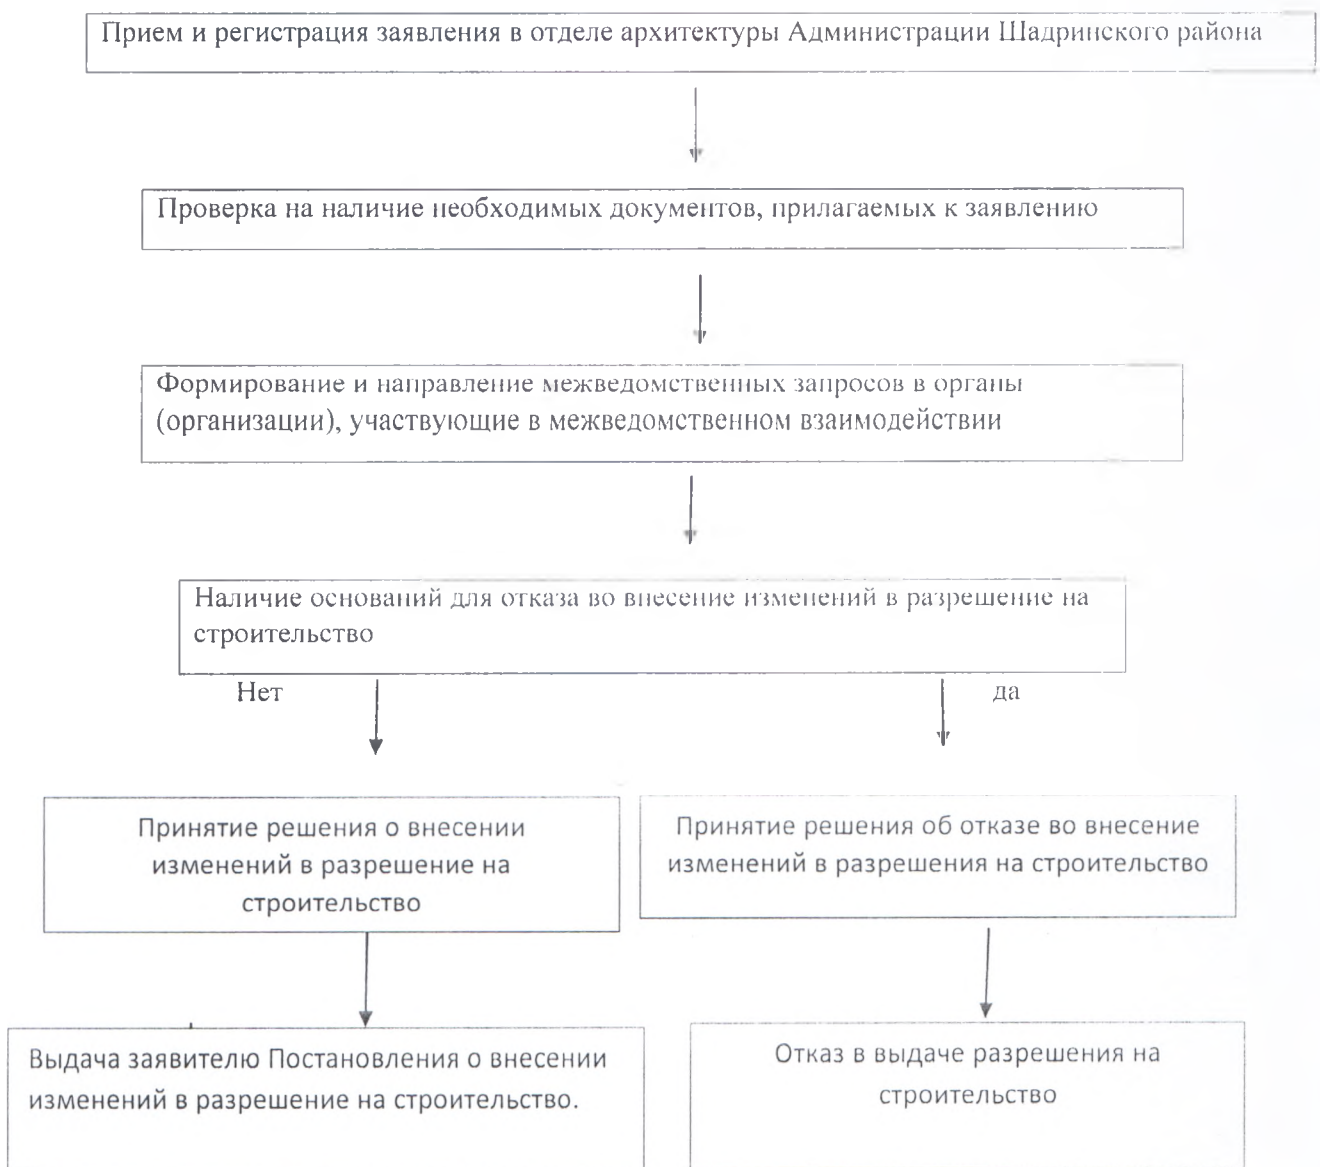 Прием и регистрация заявления в отделе архитектуры Администрации Шадринского района
Проверка на наличие необходимых документов, прилагаемых к заявлению
Формирование и направление межведомственных запросов в органы
(организации), участвующие в межведомственном взаимодействии
Наличие оснований для отказа во внесение изменений в разрешение на
строительство
Нет
да
Принятие решения о внесении
изменений в разрешение на
строительство
Принятие решения об отказе во внесение
изменений в разрешения на строительство
Выдача заявителю Постановления о внесении
изменений в разрешение на строительство.
Отказ в выдаче разрешения на
строительство